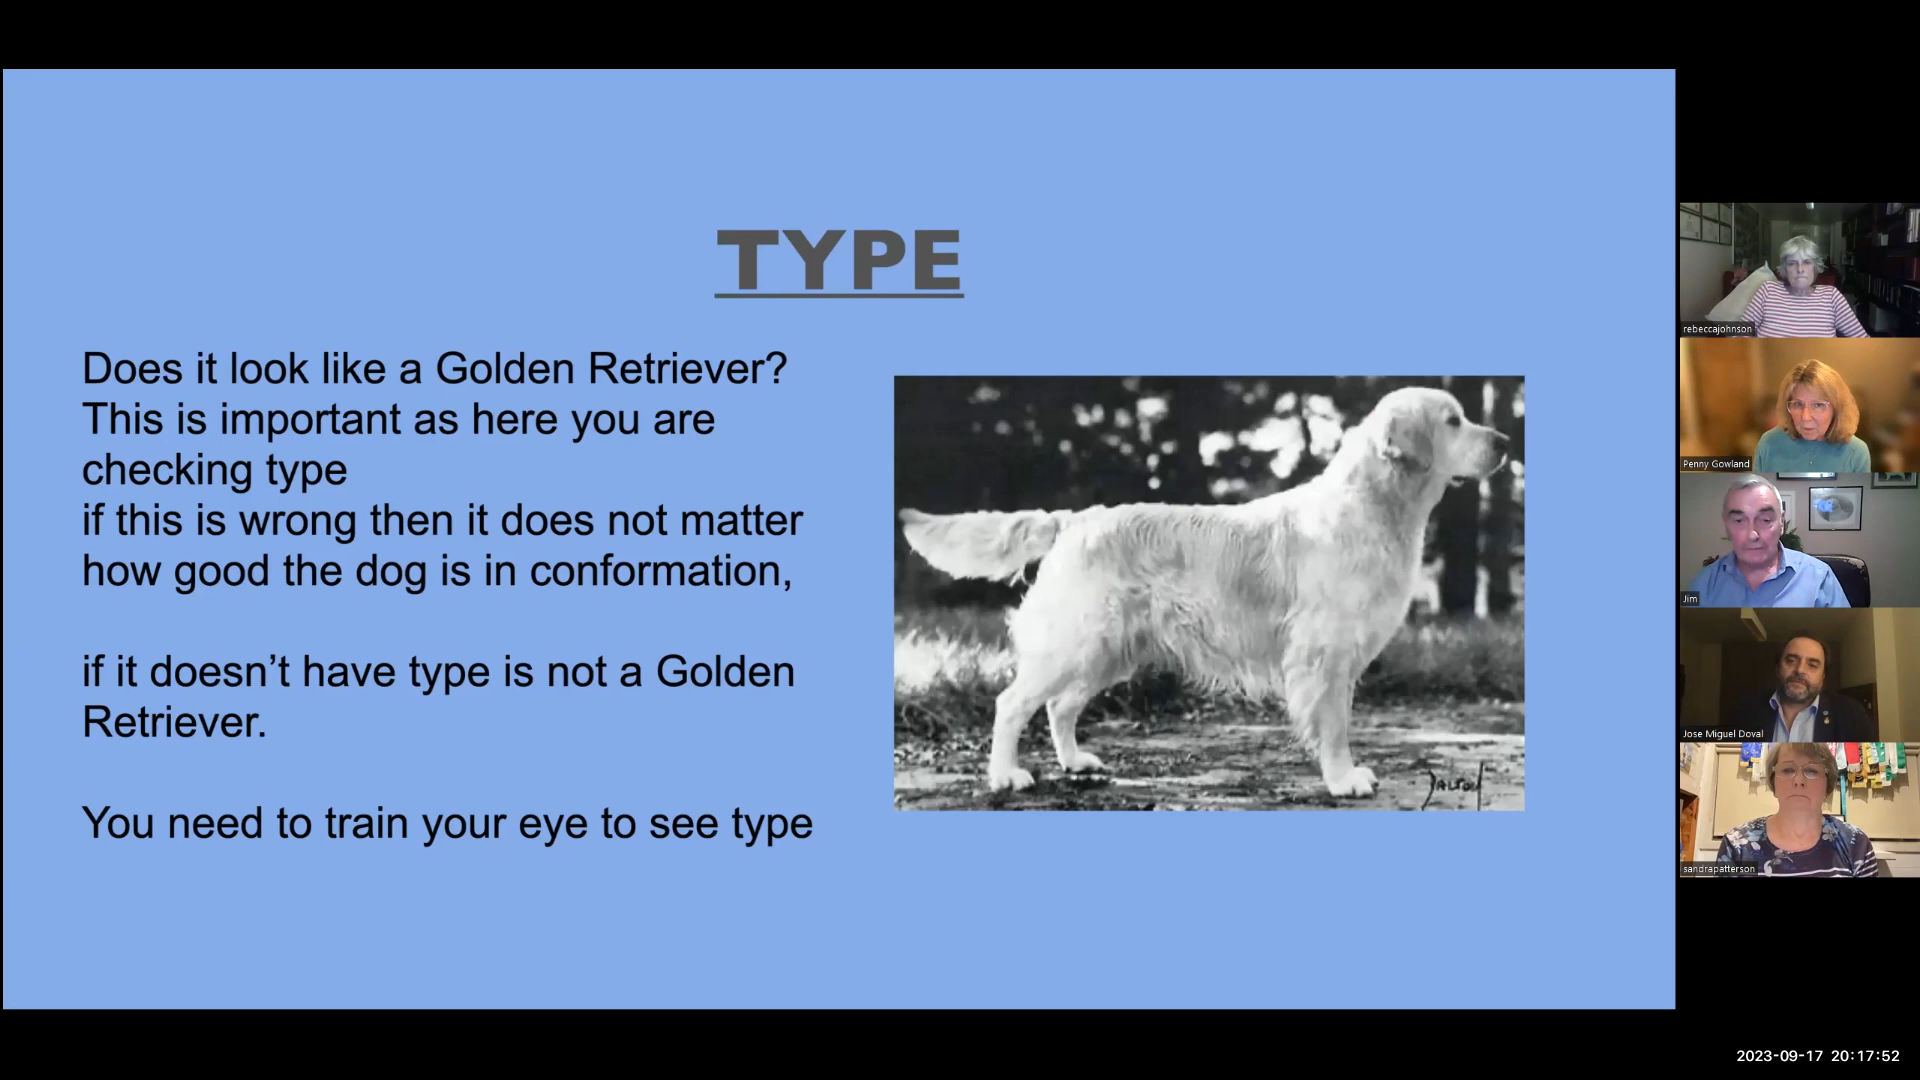 TYPE
Does it look like a Golden Retriever?
This is important as here you are
checking type
if this is wrong then it does not matter
how good the dog is in conformation,
if it doesn’t have type is not a Golden
Retriever.
You need to train your eye to see type
Dalton
rebeccajohnson
Penny Gowland
Jim
Jose Miguel Doval
sandrapatterson
2023-09-17 20:17:52